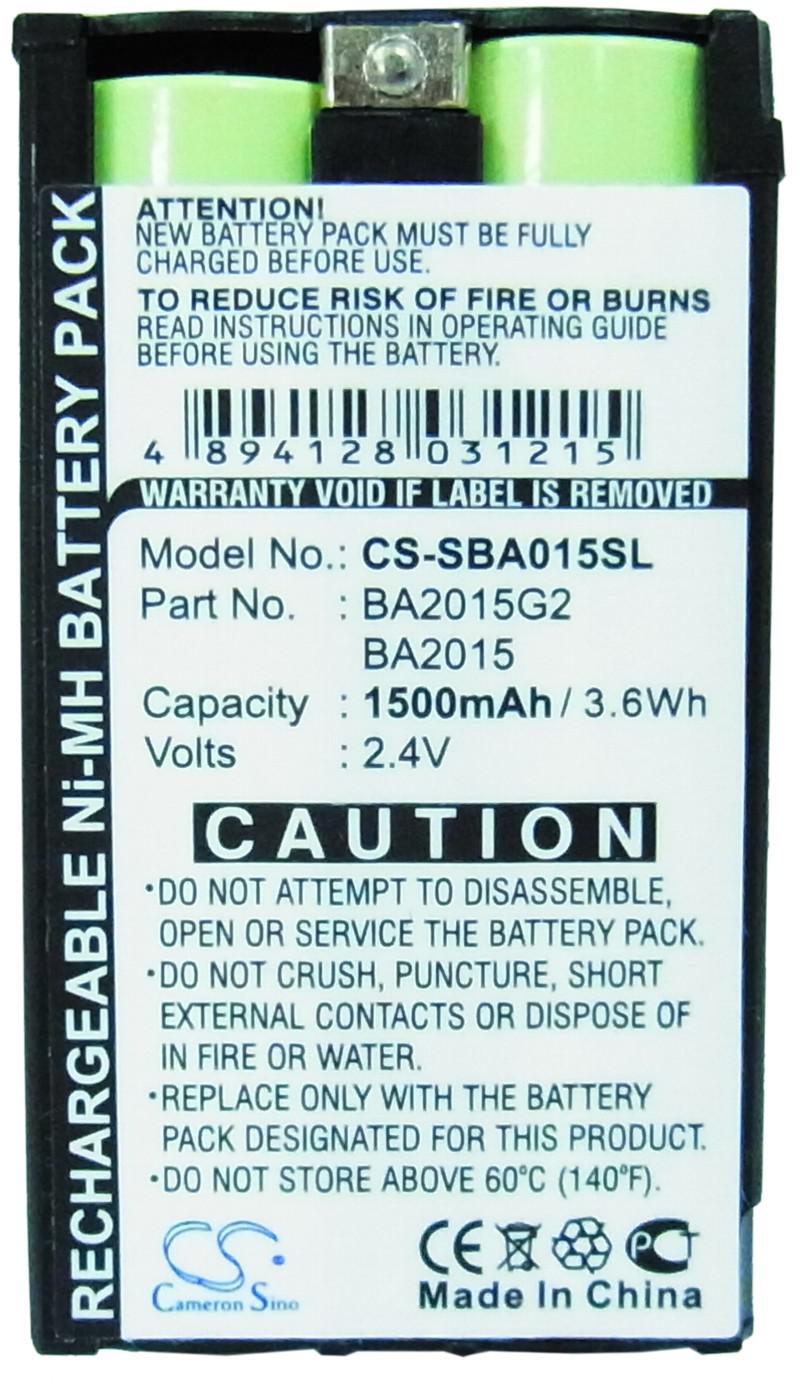 RECHARGEABLE Ni-MH BATTERY PACK
ATTENTION!
NEW BATTERY PACK MUST BE FULLY
CHARGED BEFORE USE.
TO REDUCE RISK OF FIRE OR BURNS
READ INSTRUCTIONS IN OPERATING GUIDE
BEFORE USING THE BATTERY.
4 894128 031215
WARRANTY VOID IF LABEL IS REMOVED
Model No.: CS-SBA015SL
Part No. : BA2015G2
BA2015
Capacity : 1500mAh / 3.6Wh
Volts : 2.4V
CAUTION
•DO NOT ATTEMPT TO DISASSEMBLE,
OPEN OR SERVICE THE BATTERY PACK.
•DO NOT CRUSH, PUNCTURE, SHORT
EXTERNAL CONTACTS OR DISPOSE OF
IN FIRE OR WATER.
•REPLACE ONLY WITH THE BATTERY
PACK DESIGNATED FOR THIS PRODUCT.
•DO NOT STORE ABOVE 60°C (140°F).
CS
Cameron Sino
CE PCT
Made In China